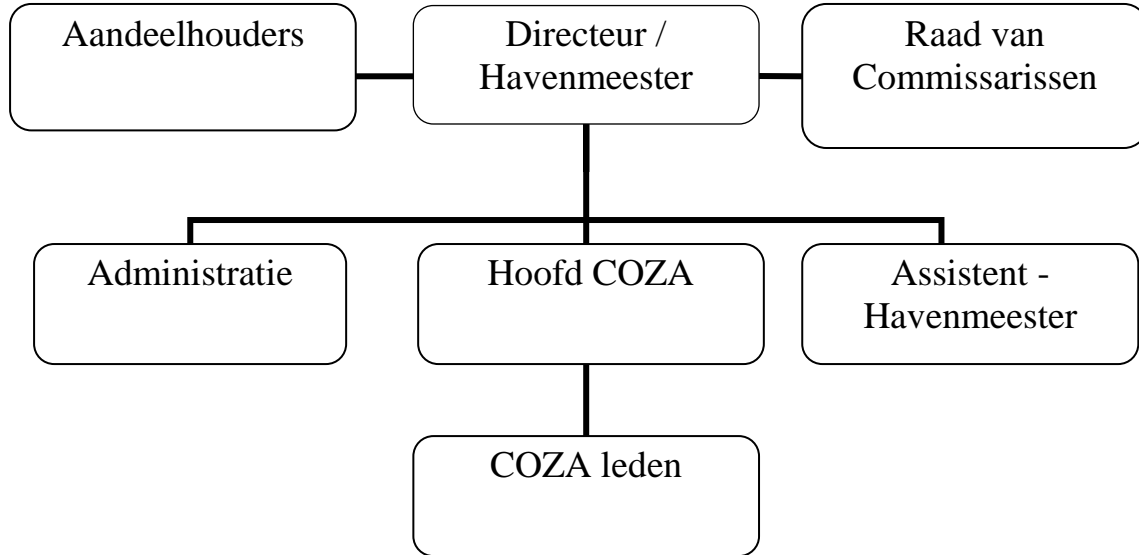 Aandeelhouders
Directeur /
Havenmeester
Raad van
Commissarissen
Administratie
Hoofd COZA
Assistent -
Havenmeester
COZA leden